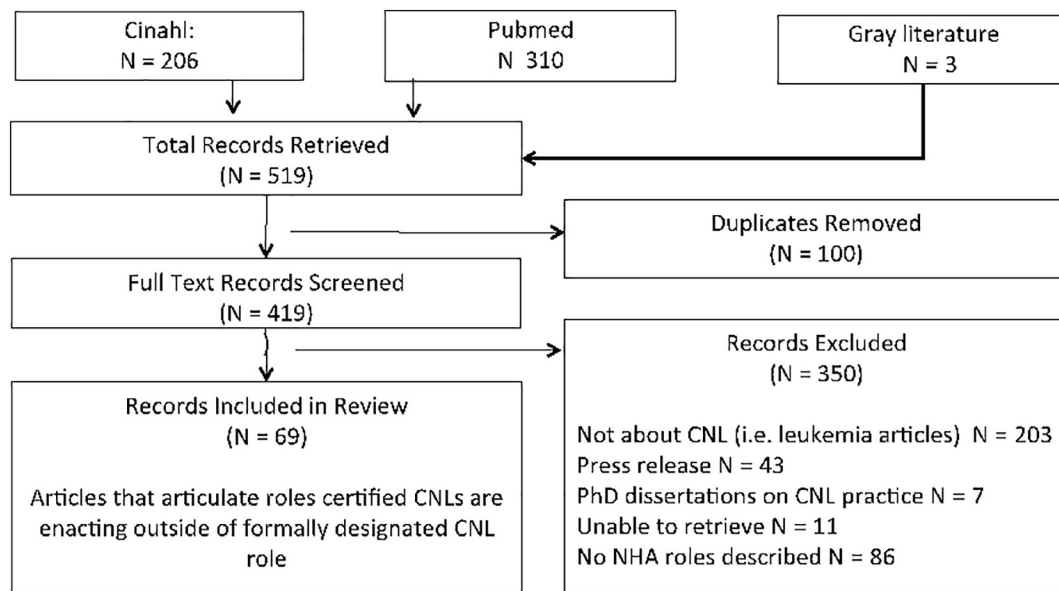 Cinahl:
N = 206
Pubmed
N 310
Gray literature
N = 3
Total Records Retrieved
(N = 519)
Duplicates Removed
(N = 100)
Full Text Records Screened
(N = 419)
Records Excluded
(N = 350)
Not about CNL (i.e. leukemia articles) N = 203
Press release N = 43
PhD dissertations on CNL practice N = 7
Unable to retrieve N = 11
No NHA roles described N = 86
Records Included in Review
(N = 69)
Articles that articulate roles certified CNLs are
enacting outside of formally designated CNL
role